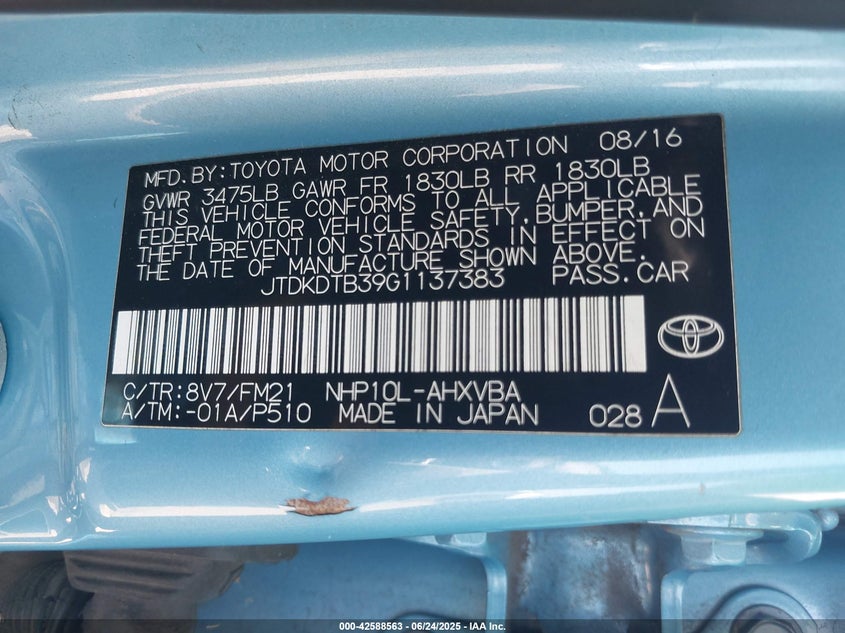 MFD. BY: TOYOTA MOTOR CORPORATION 08/16
GVWR 3475LB GAWR FR 1830LB RR 1830LB
THIS VEHICLE CONFORMS TO ALL APPLICABLE
FEDERAL MOTOR VEHICLE SAFETY, BUMPER, AND
THEFT PREVENTION STANDARDS IN EFFECT ON
THE DATE OF MANUFACTURE SHOWN ABOVE.
JTDKDTB39G1137383 PASS. CAR
C/TR: 8V7/FM21 NHP10L-AHXVBA
A/TM: -01A/P510 MADE IN JAPAN 028 A
000-42588563 - 06/24/2025 - IAA Inc.